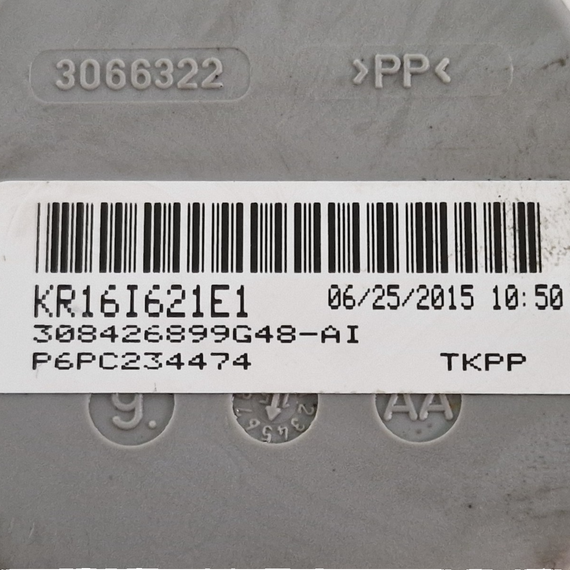 3066322 >PP<
KR16I621E1 06/25/2015 10:50
308426899G48-AI
P6PC234474 TKPP
9. AA